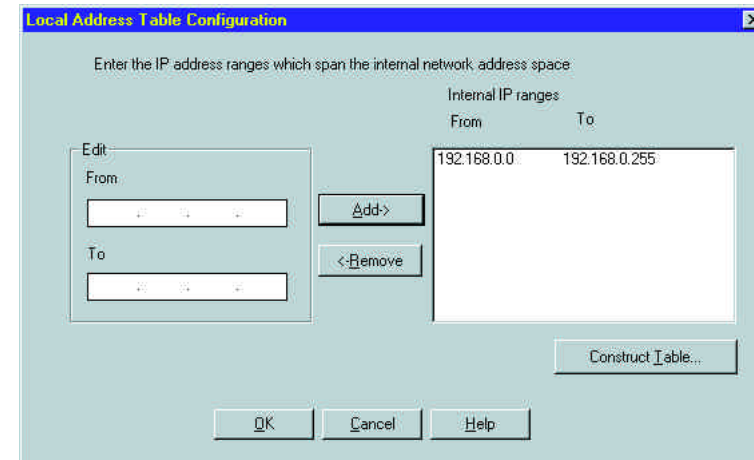 Local Address Table Configuration
Enter the IP address ranges which span the internal network address space
Internal IP ranges
From To
192.168.0.0 192.168.0.255
Edit
From
. . .
Add->
To
<-Remove
. . .
Construct Table...
OK Cancel Help